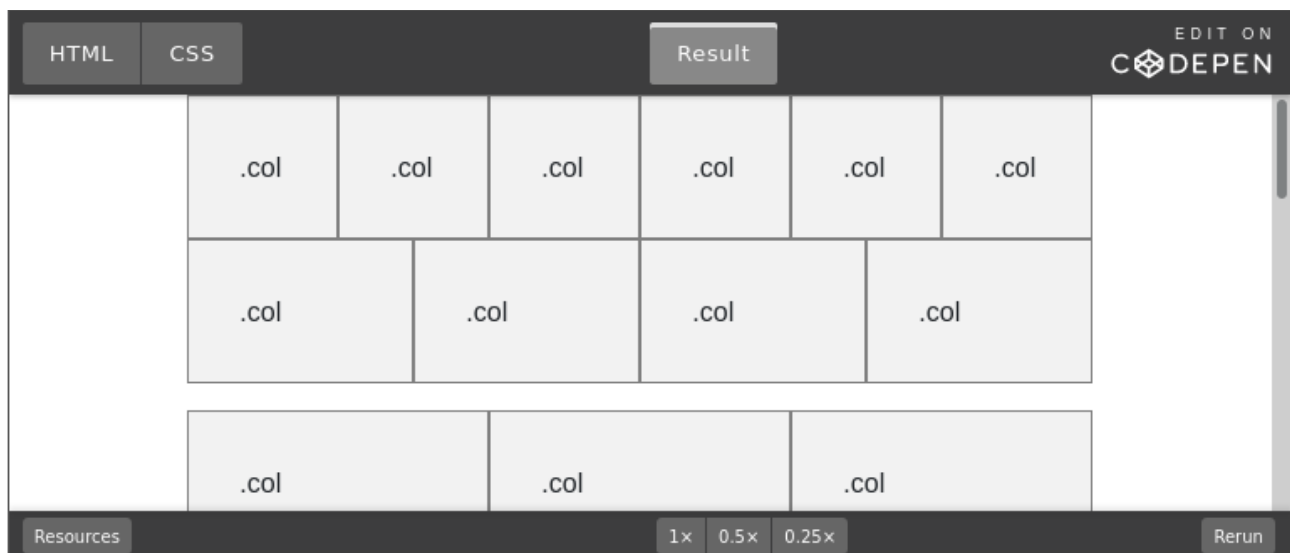 HTML CSS Result EDIT ON
CODEPEN
.col .col .col .col .col .col
.col .col .col .col
.col .col .col
Resources 1× 0.5× 0.25× Rerun